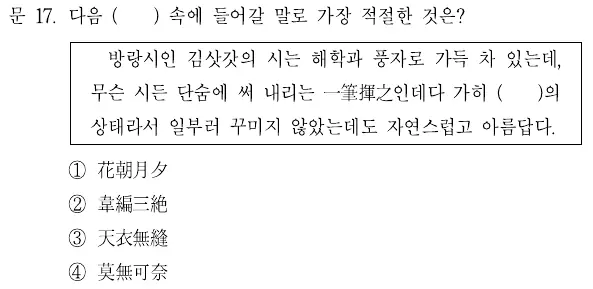 문 17. 다음 (　　) 속에 들어갈 말로 가장 적절한 것은?
방랑시인 김삿갓의 시는 해학과 풍자로 가득 차 있는데,
무슨 시든 단숨에 써 내리는 一筆揮之인데다 가히 (　　)의
상태라서 일부러 꾸미지 않았는데도 자연스럽고 아름답다.
① 花朝月夕
② 韋編三絶
③ 天衣無縫
④ 莫無可奈